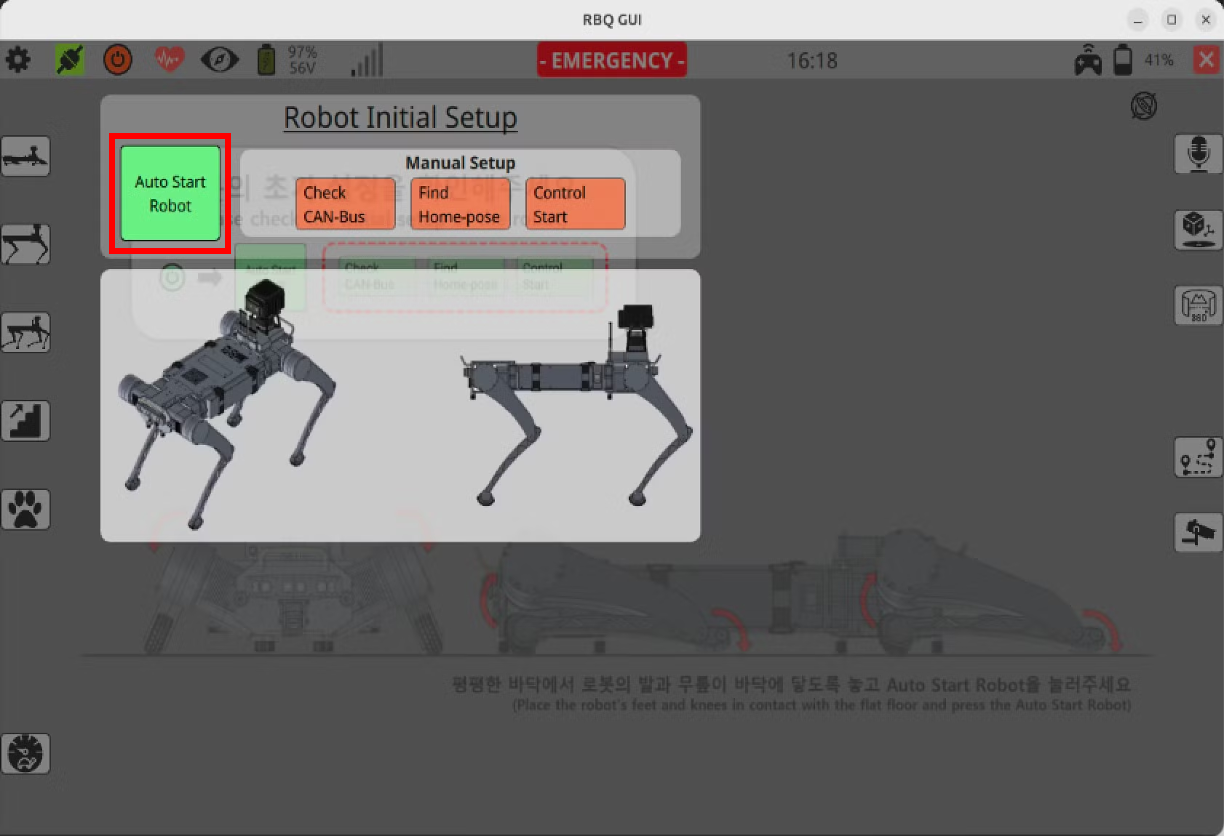 RBQ GUI
97%
56V
- EMERGENCY -
16:18
41%
Robot Initial Setup
Auto Start
Robot
Manual Setup
Check
CAN-Bus
Find
Home-pose
Control
Start
Auto Start
Check
CAN-Bus
Find
Home-pose
Control
Start
360
평평한 바닥에서 로봇의 발과 무릎이 바닥에 닿도록 놓고 Auto Start Robot을 눌러주세요
(Place the robot's feet and knees in contact with the flat floor and press the Auto Start Robot)